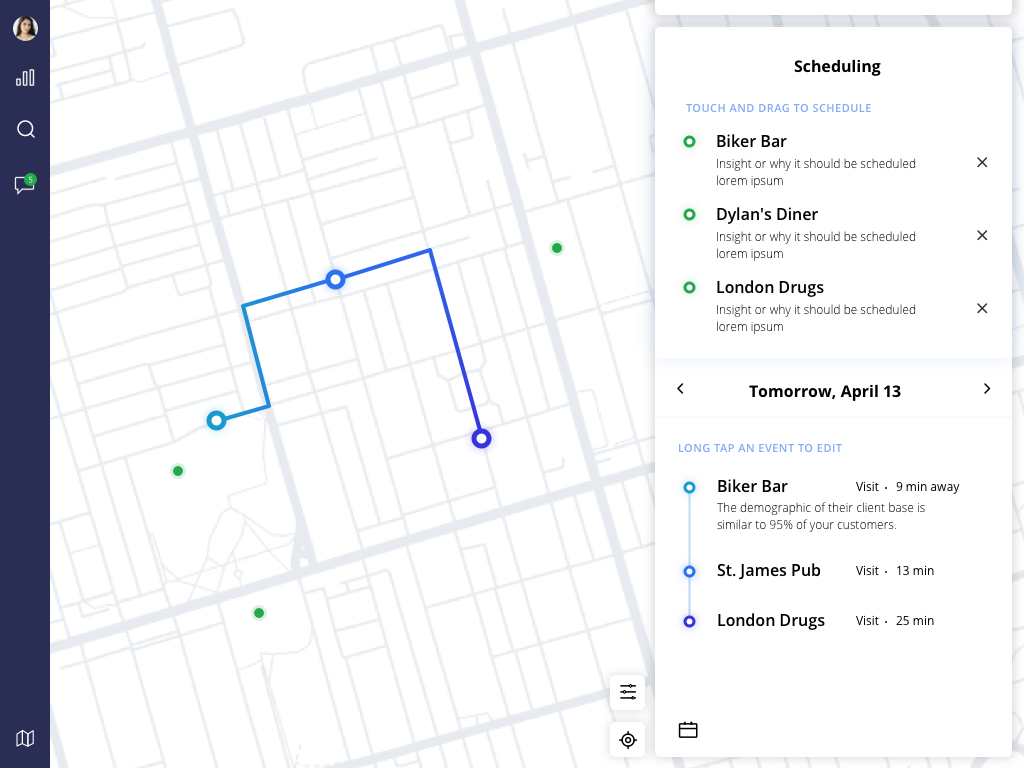 5
Scheduling
TOUCH AND DRAG TO SCHEDULE
Biker Bar
Insight or why it should be scheduled
lorem ipsum
Dylan's Diner
Insight or why it should be scheduled
lorem ipsum
London Drugs
Insight or why it should be scheduled
lorem ipsum
Tomorrow, April 13
LONG TAP AN EVENT TO EDIT
Biker Bar Visit · 9 min away
The demographic of their client base is
similar to 95% of your customers.
St. James Pub Visit · 13 min
London Drugs Visit · 25 min